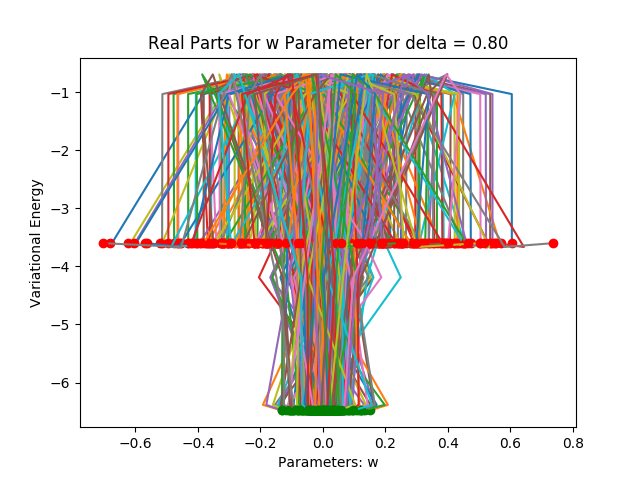 Real Parts for w Parameter for delta = 0.80
Variational Energy
−1
−2
−3
−4
−5
−6
−0.6 −0.4 −0.2 0.0 0.2 0.4 0.6 0.8
Parameters: w